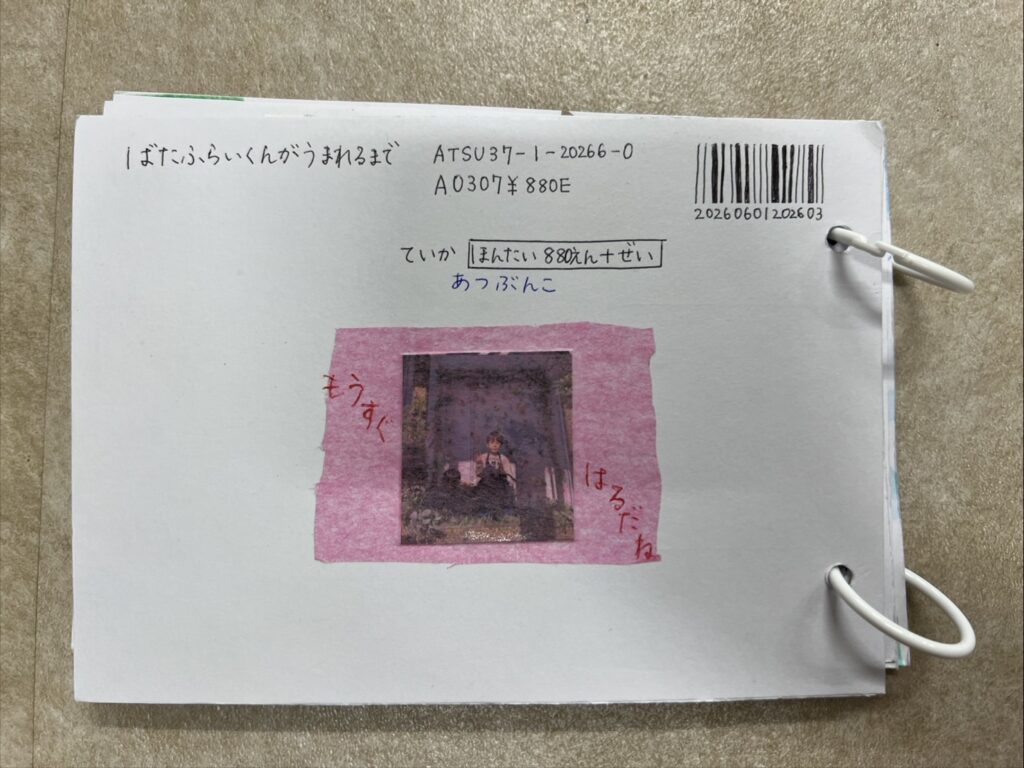 ばたふらいくんがうまれるまで
ATSU37-1-20266-0
A0307¥880E
20260601202603
ていか ほんたい880えん+ぜい
あつぶんこ
もうすぐ
はるだね